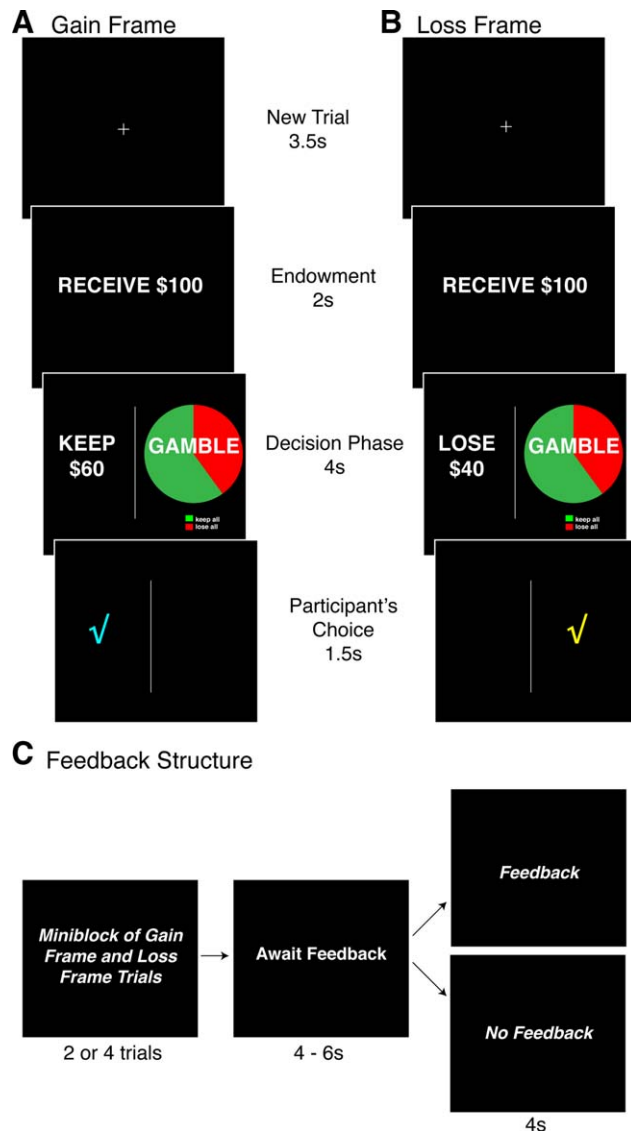 A Gain Frame
B Loss Frame
New Trial
3.5s
RECEIVE $100
Endowment
2s
RECEIVE $100
KEEP
$60
GAMBLE
keep all
lose all
Decision Phase
4s
LOSE
$40
GAMBLE
keep all
lose all
√
Participant's
Choice
1.5s
√
C Feedback Structure
Miniblock of Gain
Frame and Loss
Frame Trials
2 or 4 trials
Await Feedback
4 - 6s
Feedback
No Feedback
4s